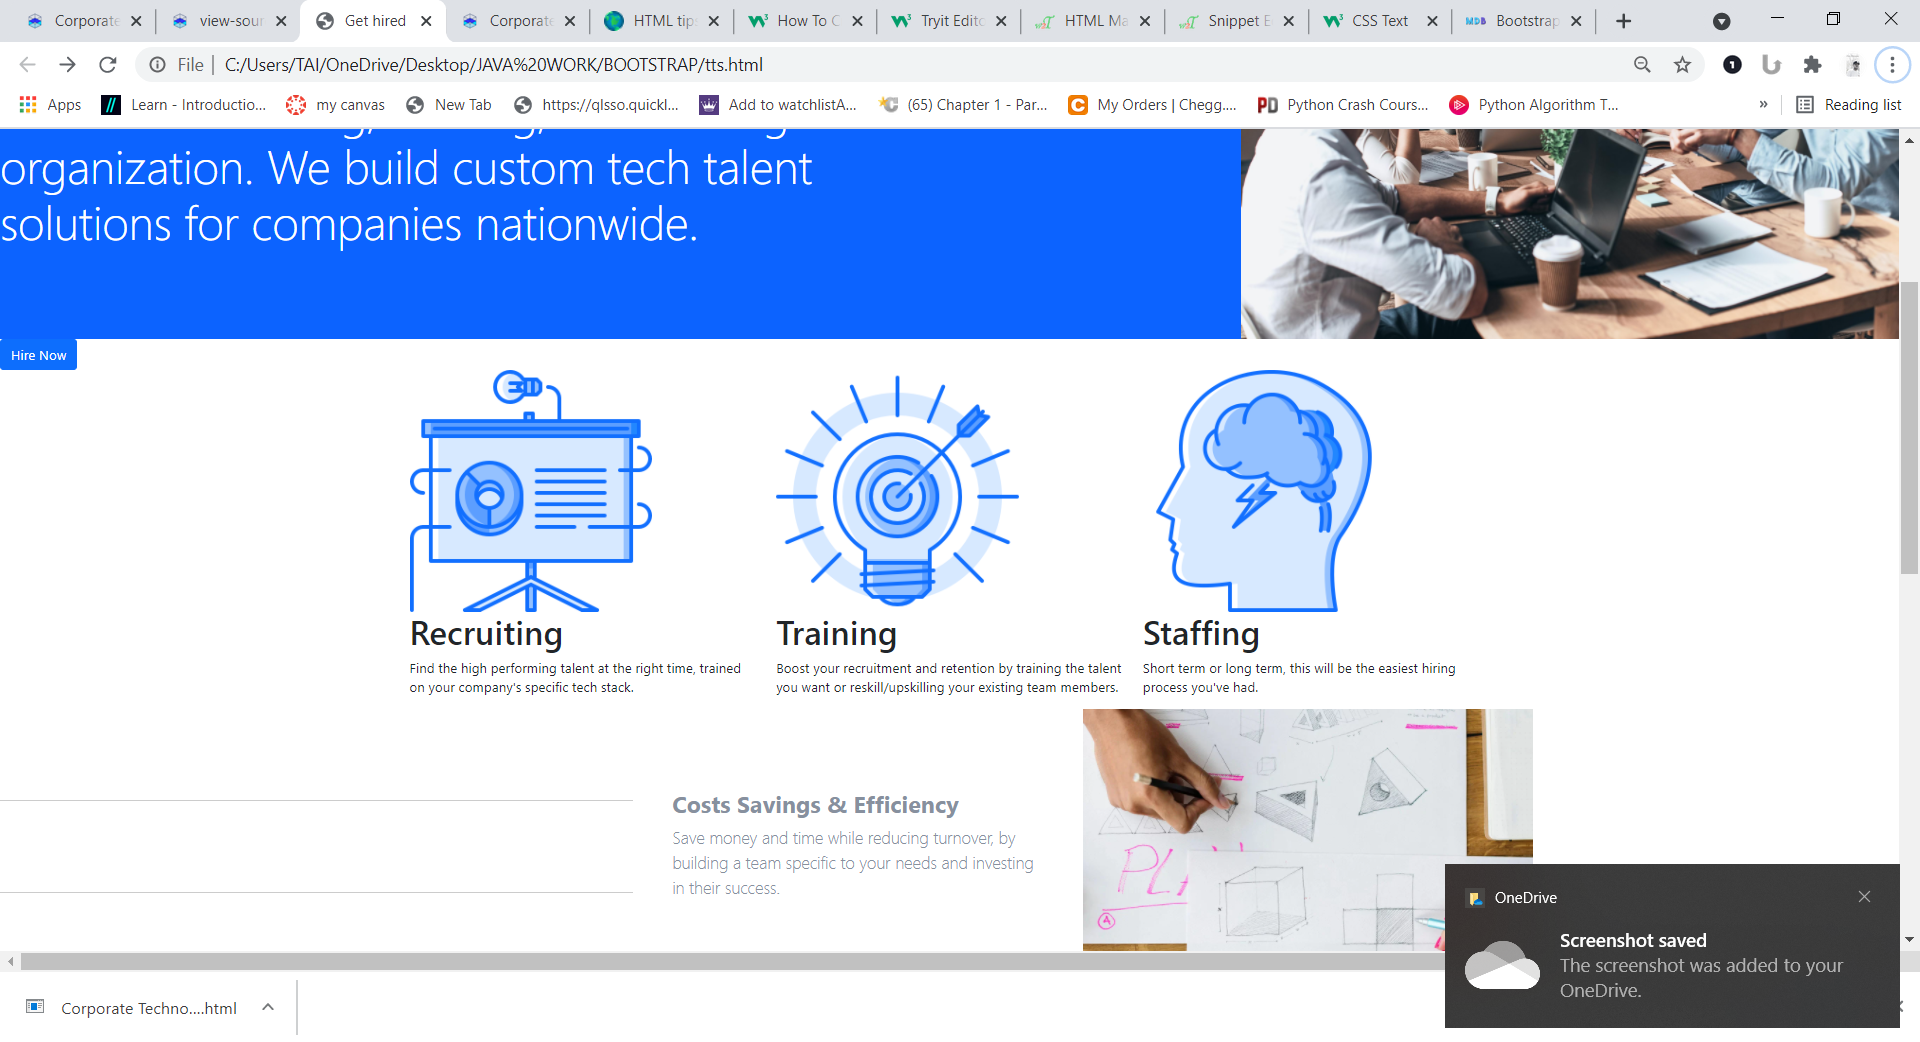 Corporate
view-sour
Get hired
Corporate
HTML tip
How To C
Tryit Edito
HTML Ma
Snippet E
CSS Text
Bootstrap
File
C:/Users/TAI/OneDrive/Desktop/JAVA%20WORK/BOOTSTRAP/tts.html
Apps
Learn - Introductio...
my canvas
New Tab
https://qlsso.quickl...
Add to watchlistA...
(65) Chapter 1 - Par...
My Orders | Chegg....
Python Crash Cours...
Python Algorithm T...
»
Reading list
organization. We build custom tech talent
solutions for companies nationwide.
Hire Now
Recruiting
Find the high performing talent at the right time, trained
on your company's specific tech stack.
Training
Boost your recruitment and retention by training the talent
you want or reskill/upskilling your existing team members.
Staffing
Short term or long term, this will be the easiest hiring
process you've had.
Costs Savings & Efficiency
Save money and time while reducing turnover, by
building a team specific to your needs and investing
in their success.
OneDrive
Screenshot saved
The screenshot was added to your
OneDrive.
Corporate Techno....html